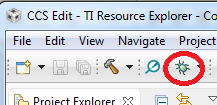 CCS Edit - TI Resource Explorer - Co
File Edit View Navigate Project
Project Explorer